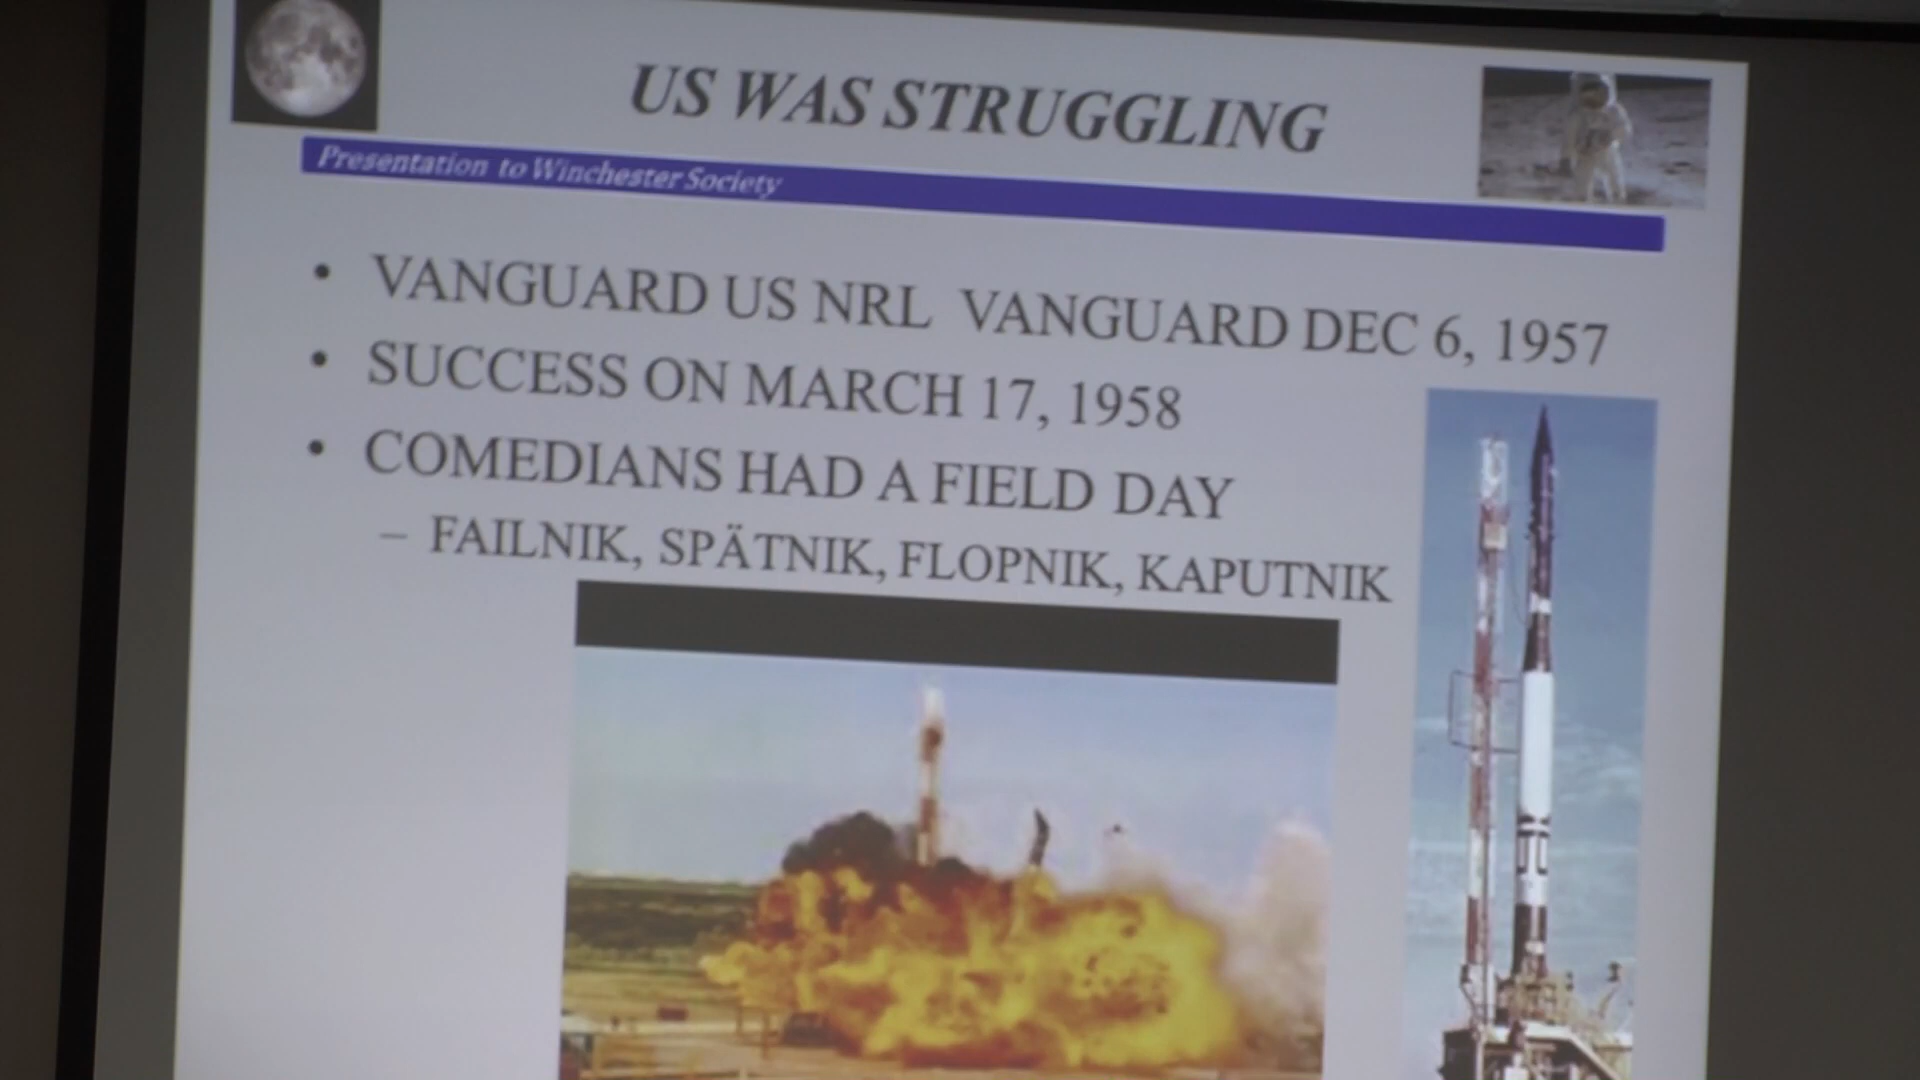 US WAS STRUGGLING
Presentation to Winchester Society
• VANGUARD US NRL VANGUARD DEC 6, 1957
• SUCCESS ON MARCH 17, 1958
• COMEDIANS HAD A FIELD DAY
– FAILNIK, SPÄTNIK, FLOPNIK, KAPUTNIK